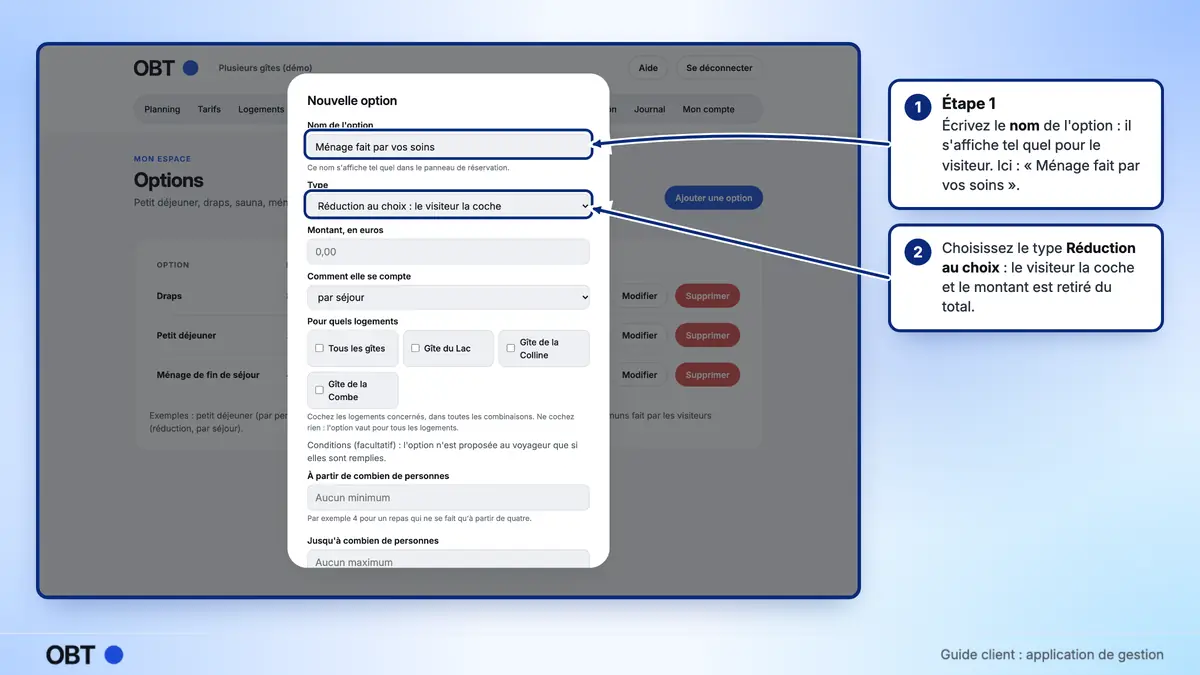 OBT
Plusieurs gîtes (démo)
Aide
Se déconnecter
Planning
Tarifs
Logements
Journal
Mon compte
MON ESPACE
Options
Petit déjeuner, draps, sauna,
Ajouter une option
OPTION
Draps
Modifier
Supprimer
Petit déjeuner
Modifier
Supprimer
Ménage de fin de séjour
Modifier
Supprimer
Exemples : petit déjeuner (par
fait par les visiteurs
(réduction, par séjour).
Nouvelle option
Nom de l'option
Ménage fait par vos soins
Ce nom s'affiche tel quel dans le panneau de réservation.
Type
Réduction au choix : le visiteur la coche
Montant, en euros
0,00
Comment elle se compte
par séjour
Pour quels logements
Tous les gîtes
Gîte du Lac
Gîte de la
Colline
Gîte de la
Combe
Cochez les logements concernés, dans toutes les combinaisons. Ne cochez
rien : l'option vaut pour tous les logements.
Conditions (facultatif) : l'option n'est proposée au voyageur que si
elles sont remplies.
À partir de combien de personnes
Aucun minimum
Par exemple 4 pour un repas qui ne se fait qu'à partir de quatre.
Jusqu'à combien de personnes
Aucun maximum
1
Étape 1
Écrivez le nom de l'option : il
s'affiche tel quel pour le
visiteur. Ici : « Ménage fait par
vos soins ».
2
Choisissez le type Réduction
au choix : le visiteur la coche
et le montant est retiré du
total.
OBT
Guide client : application de gestion